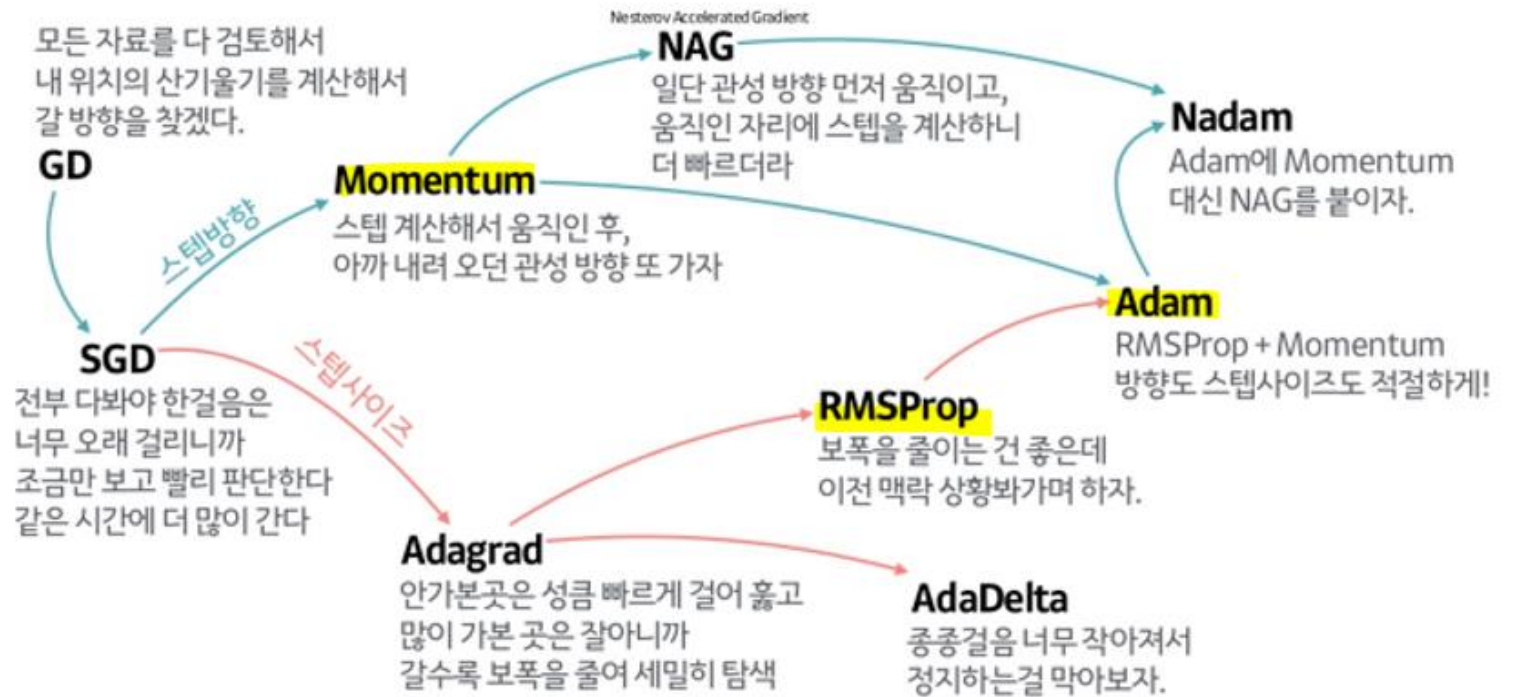 모든 자료를 다 검토해서
내 위치의 산기울기를 계산해서
갈 방향을 찾겠다.
GD
스텝방향
SGD
전부 다봐야 한걸음은
너무 오래 걸리니까
조금만 보고 빨리 판단한다
같은 시간에 더 많이 간다
Momentum
스텝 계산해서 움직인 후,
아까 내려 오던 관성 방향 또 가자
Nesterov Accelerated Gradient
NAG
일단 관성 방향 먼저 움직이고,
움직인 자리에 스텝을 계산하니
더 빠르더라
Nadam
Adam에 Momentum
대신 NAG를 붙이자.
Adam
RMSProp + Momentum
방향도 스텝사이즈도 적절하게!
스텝사이즈
RMSProp
보폭을 줄이는 건 좋은데
이전 맥락 상황봐가며 하자.
Adagrad
안가본곳은 성큼 빠르게 걸어 훓고
많이 가본 곳은 잘아니까
갈수록 보폭을 줄여 세밀히 탐색
AdaDelta
종종걸음 너무 작아져서
정지하는걸 막아보자.